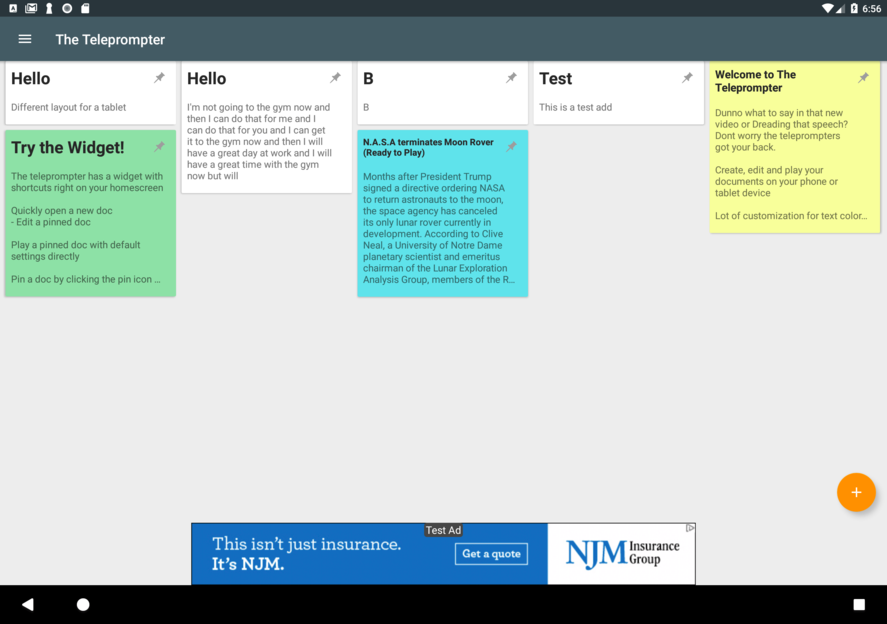 6:56
The Teleprompter
Hello
Different layout for a tablet
Try the Widget!
The teleprompter has a widget with
shortcuts right on your homescreen
Quickly open a new doc
- Edit a pinned doc
Play a pinned doc with default
settings directly
Pin a doc by clicking the pin icon ...
Hello
I'm not going to the gym now and
then I can do that for me and I
can do that for you and I can get
it to the gym now and then I will
have a great day at work and I will
have a great time with the gym
now but will
B
B
N.A.S.A terminates Moon Rover
(Ready to Play)
Months after President Trump
signed a directive ordering NASA
to return astronauts to the moon,
the space agency has canceled
its only lunar rover currently in
development. According to Clive
Neal, a University of Notre Dame
planetary scientist and emeritus
chairman of the Lunar Exploration
Analysis Group, members of the R...
Test
This is a test add
Welcome to The
Teleprompter
Dunno what to say in that new
video or Dreading that speech?
Dont worry the teleprompters
got your back.
Create, edit and play your
documents on your phone or
tablet device
Lot of customization for text color...
Test Ad
This isn't just insurance.
It's NJM.
Get a quote
NJM Insurance
Group